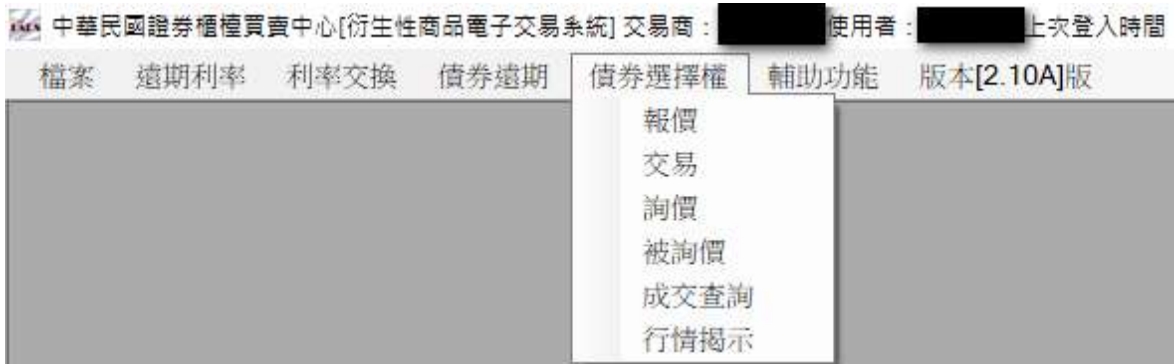 中華民國證券櫃檯買賣中心[衍生性商品電子交易系統] 交易商： 使用者： 上次登入時間
檔案 遠期利率 利率交換 債券遠期 債券選擇權 輔助功能 版本[2.10A]版
報價
交易
詢價
被詢價
成交查詢
行情揭示